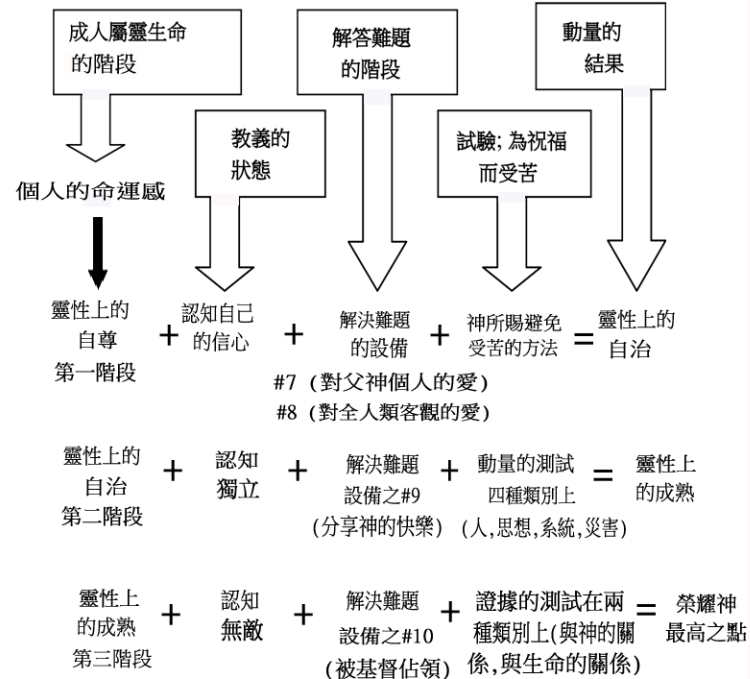 成人屬靈生命
的階段
解答難題
的階段
動量的
結果
教義的
狀態
試驗; 為祝福
而受苦
個人的命運感
靈性上的
自尊
第一階段
+
認知自己
的信心
+
解決難題
的設備
#7 (對父神個人的愛)
#8 (對全人類客觀的愛)
+
神所賜避免
受苦的方法
=
靈性上的
自治
靈性上的
自治
第二階段
+
認知
獨立
+
解決難題
設備之#9
(分享神的快樂)
+
動量的測試
四種類別上
(人,思想,系統,災害)
=
靈性上
的成熟
靈性上
的成熟
第三階段
+
認知
無敵
+
解決難題
設備之#10
(被基督佔領)
+
證據的測試在兩
種類別上(與神的關
係,與生命的關係)
=
榮耀神
最高之點